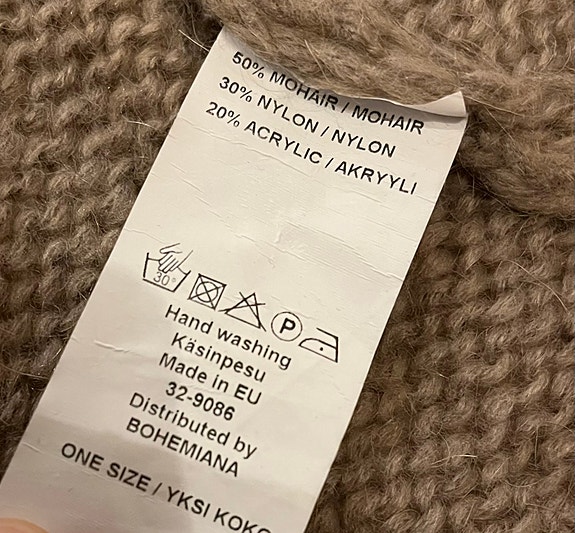 50% MOHAIR / MOHAIR
30% NYLON / NYLON
20% ACRYLIC / AKRYYLI
30°
P
Hand washing
Käsinpesu
Made in EU
32-9086
Distributed by
BOHEMIANA
ONE SIZE / YKSI KOKO